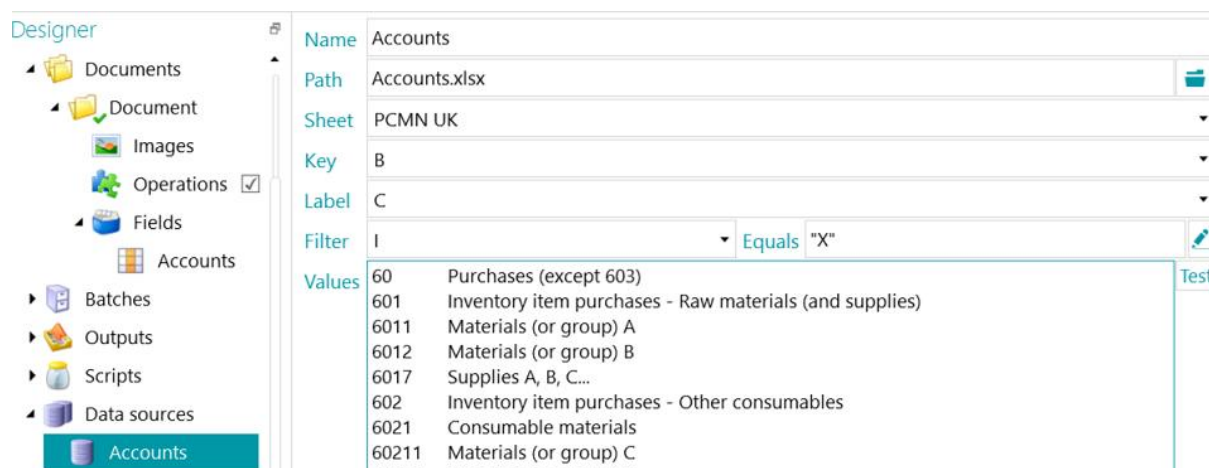 Designer
Documents
Document
Images
Operations
Fields
Accounts
Batches
Outputs
Scripts
Data sources
Accounts
Name Accounts
Path Accounts.xlsx
Sheet PCMN UK
Key B
Label C
Filter I Equals "X"
Values 60 Purchases (except 603) Test
601 Inventory item purchases - Raw materials (and supplies)
6011 Materials (or group) A
6012 Materials (or group) B
6017 Supplies A, B, C...
602 Inventory item purchases - Other consumables
6021 Consumable materials
60211 Materials (or group) C